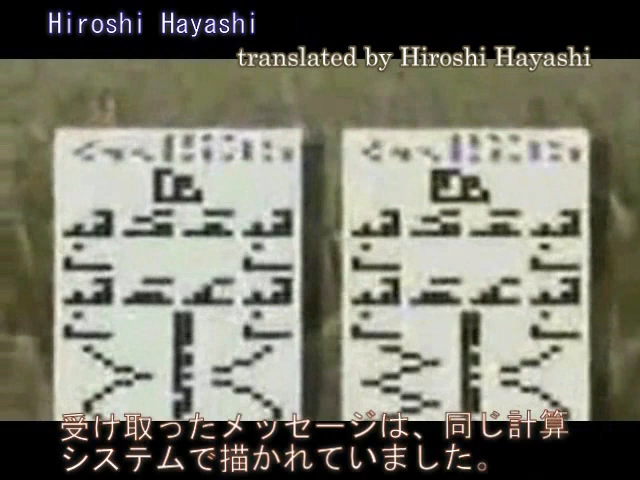 Hiroshi Hayashi
translated by Hiroshi Hayashi
受け取ったメッセージは、同じ計算
システムで描かれていました。